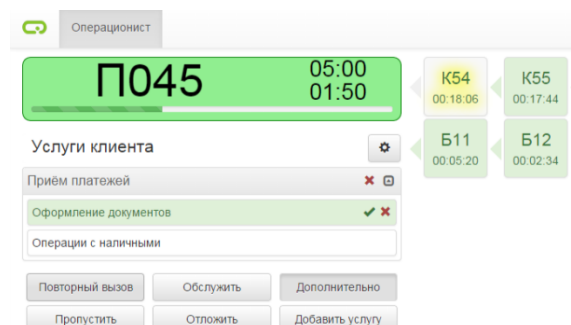 Операционист
П045
05:00
01:50
К54
00:18:06
К55
00:17:44
Б11
00:05:20
Б12
00:02:34
Услуги клиента
Приём платежей
Оформление документов
Операции с наличными
Повторный вызов
Обслужить
Дополнительно
Пропустить
Отложить
Добавить услугу